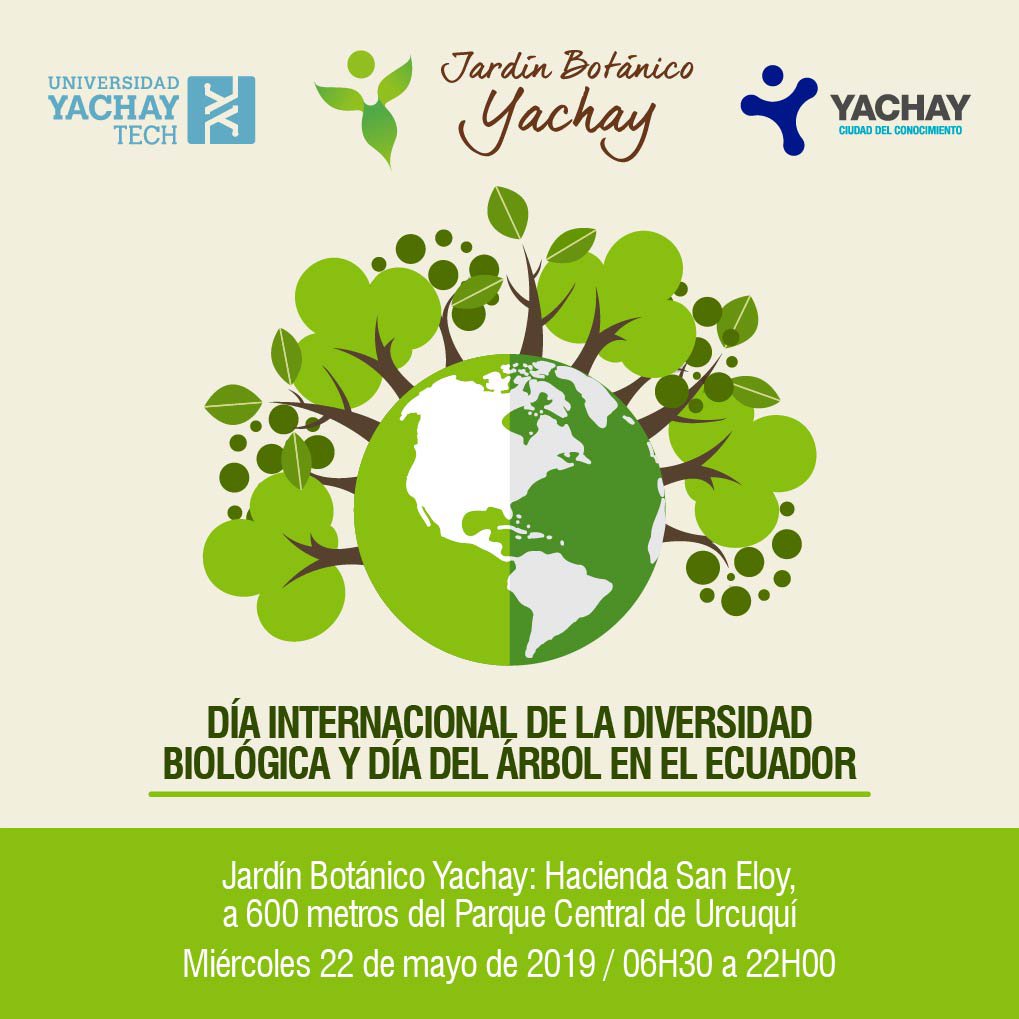 UNIVERSIDAD
YACHAY
TECH
Jardín Botánico
Yachay
YACHAY
CIUDAD DEL CONOCIMIENTO
DÍA INTERNACIONAL DE LA DIVERSIDAD
BIOLÓGICA Y DÍA DEL ÁRBOL EN EL ECUADOR
Jardín Botánico Yachay: Hacienda San Eloy,
a 600 metros del Parque Central de Urcuquí
Miércoles 22 de mayo de 2019 / 06H30 a 22H00